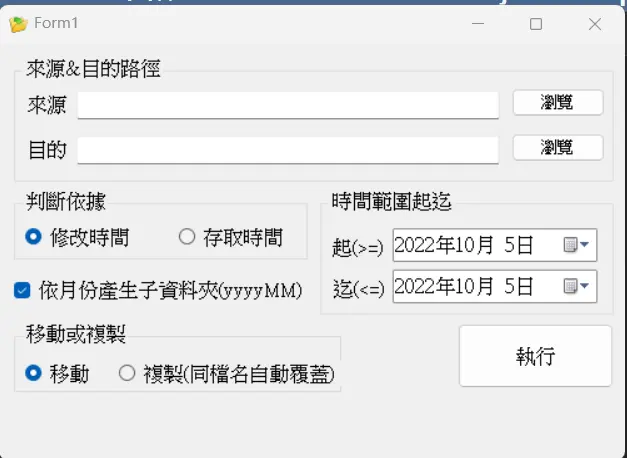 Form1
來源&目的路徑
來源
瀏覽
目的
瀏覽
判斷依據
修改時間
存取時間
時間範圍起迄
起(>=)
2022年10月 5日
迄(<=)
2022年10月 5日
依月份產生子資料夾(yyyyMM)
移動或複製
移動
複製(同檔名自動覆蓋)
執行